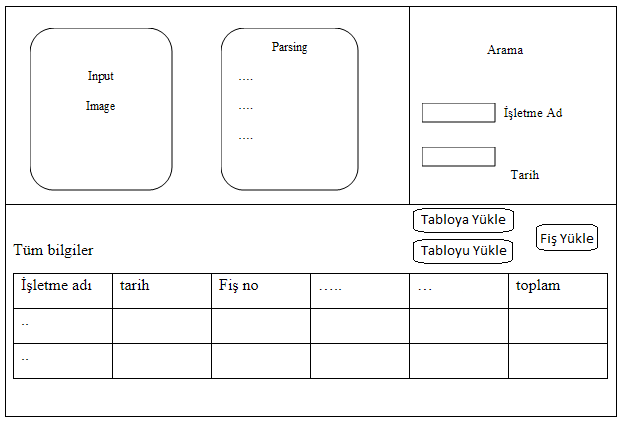 Input
Image
Parsing
....
....
....
Arama
İşletme Ad
Tarih
Tabloya Yükle
Tabloyu Yükle
Fiş Yükle
Tüm bilgiler
İşletme adı tarih Fiş no ..... ... toplam
..
..